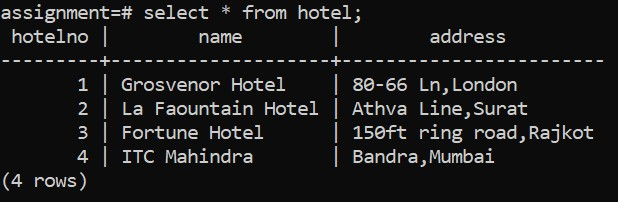 assignment=# select * from hotel;
 hotelno |        name        |         address
---------+--------------------+-------------------------
       1 | Grosvenor Hotel    | 80-66 Ln,London
       2 | La Faountain Hotel | Athva Line,Surat
       3 | Fortune Hotel      | 150ft ring road,Rajkot
       4 | ITC Mahindra       | Bandra,Mumbai
(4 rows)